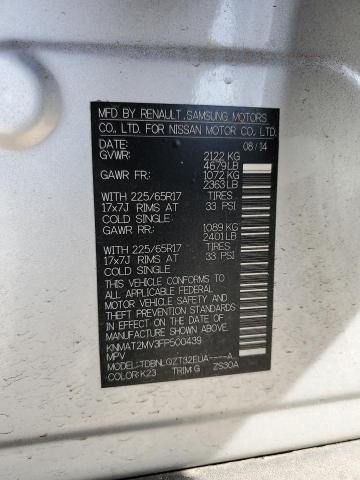 MFD BY RENAULT.SAMSUNG MOTORS
CO., LTD. FOR NISSAN MOTOR CO. LTD.
DATE: 08/14
GVWR: 2122 KG
4679LB
GAWR FR: 1072 KG
2363LB
WITH 225/65R17 TIRES
17x7J RIMS AT 33 PSI
COLD SINGLE
GAWR RR: 1089 KG
2401LB
WITH 225/65R17 TIRES
17x7J RIMS AT 33 PSI
COLD SINGLE
THIS VEHICLE CONFORMS TO
ALL APPLICABLE FEDERAL
MOTOR VEHICLE SAFETY AND
THEFT PREVENTION STANDARDS
IN EFFECT ON THE DATE OF
MANUFACTURE SHOWN ABOVE.
KNMAT2MV3FP500439
MPV
MODEL:TDBNLQZT32EUA----A
COLOR:K23 TRIM:G ZS30A